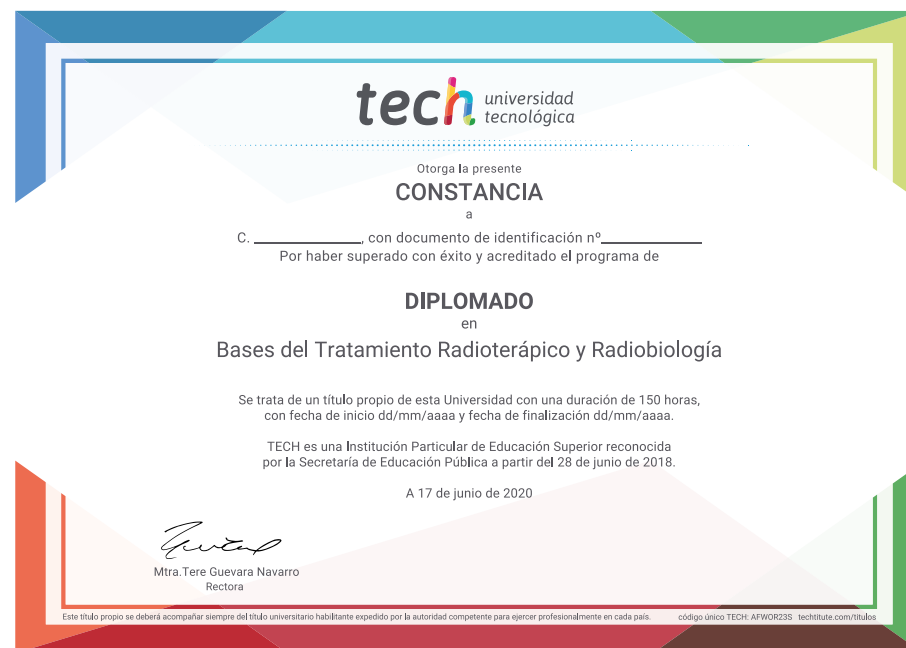 tech universidad
tecnológica
Otorga la presente
CONSTANCIA
a
C. ____________, con documento de identificación nº____________
Por haber superado con éxito y acreditado el programa de
DIPLOMADO
en
Bases del Tratamiento Radioterápico y Radiobiología
Se trata de un título propio de esta Universidad con una duración de 150 horas,
con fecha de inicio dd/mm/aaaa y fecha de finalización dd/mm/aaaa.
TECH es una Institución Particular de Educación Superior reconocida
por la Secretaría de Educación Pública a partir del 28 de junio de 2018.
A 17 de junio de 2020
Mtra.Tere Guevara Navarro
Rectora
Este título propio se deberá acompañar siempre del título universitario habilitante expedido por la autoridad competente para ejercer profesionalmente en cada país. código único TECH: AFWOR23S techtitute.com/titulos